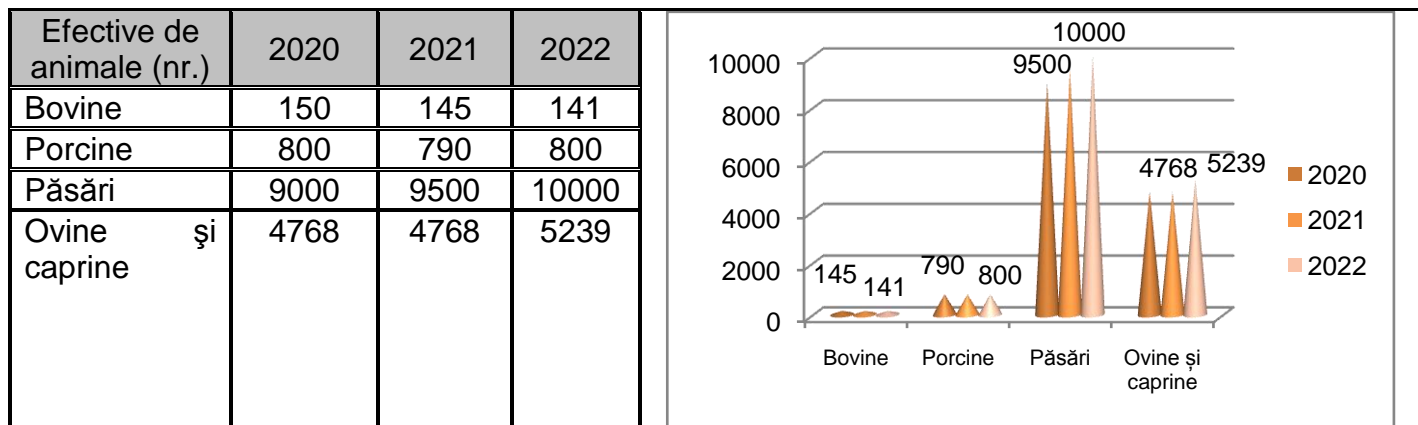 Efective de
animale (nr.) 2020 2021 2022
Bovine 150 145 141
Porcine 800 790 800
Păsări 9000 9500 10000
Ovine şi 4768 4768 5239
caprine
10000
9500
10000
8000
6000
4768 5239
4000
2000
145
141
790
800
0
Bovine Porcine Păsări Ovine și
caprine
2020
2021
2022